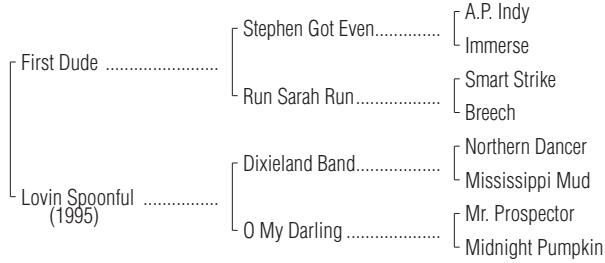 A.P. Indy
Stephen Got Even..............
Immerse
First Dude ........................
Smart Strike
Run Sarah Run..................
Breech
Northern Dancer
Dixieland Band..................
Mississippi Mud
Lovin Spoonful ................
(1995)
Mr. Prospector
O My Darling ....................
Midnight Pumpkin